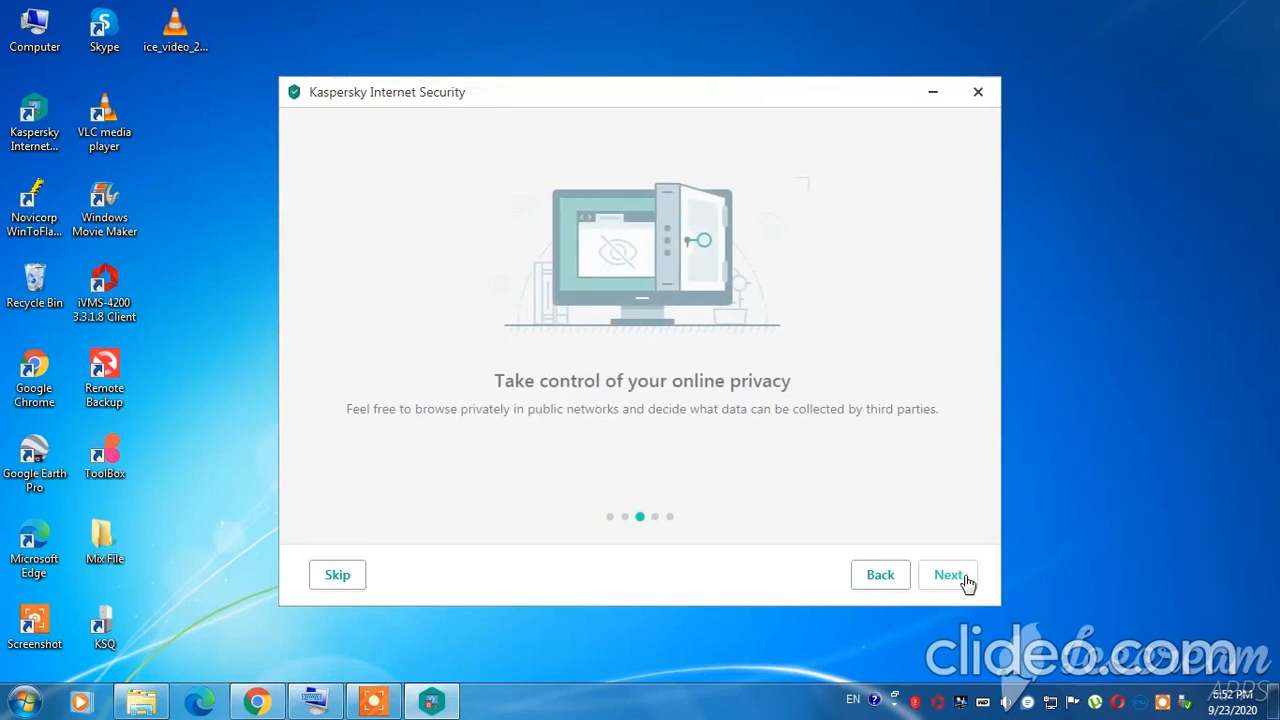 Computer
Skype
ice_video_2...
Kaspersky
Internet...
VLC media
player
Novicorp
WinToFla...
Windows
Movie Maker
Recycle Bin
iVMS-4200
3.3.1.8 Client
Google
Chrome
Remote
Backup
Google Earth
Pro
ToolBox
Microsoft
Edge
Mix File
Screenshot
KSQ
Kaspersky Internet Security
Take control of your online privacy
Feel free to browse privately in public networks and decide what data can be collected by third parties.
Skip
Back
Next
clideo.com
Icecream
APPS
EN
6:52 PM
9/23/2020